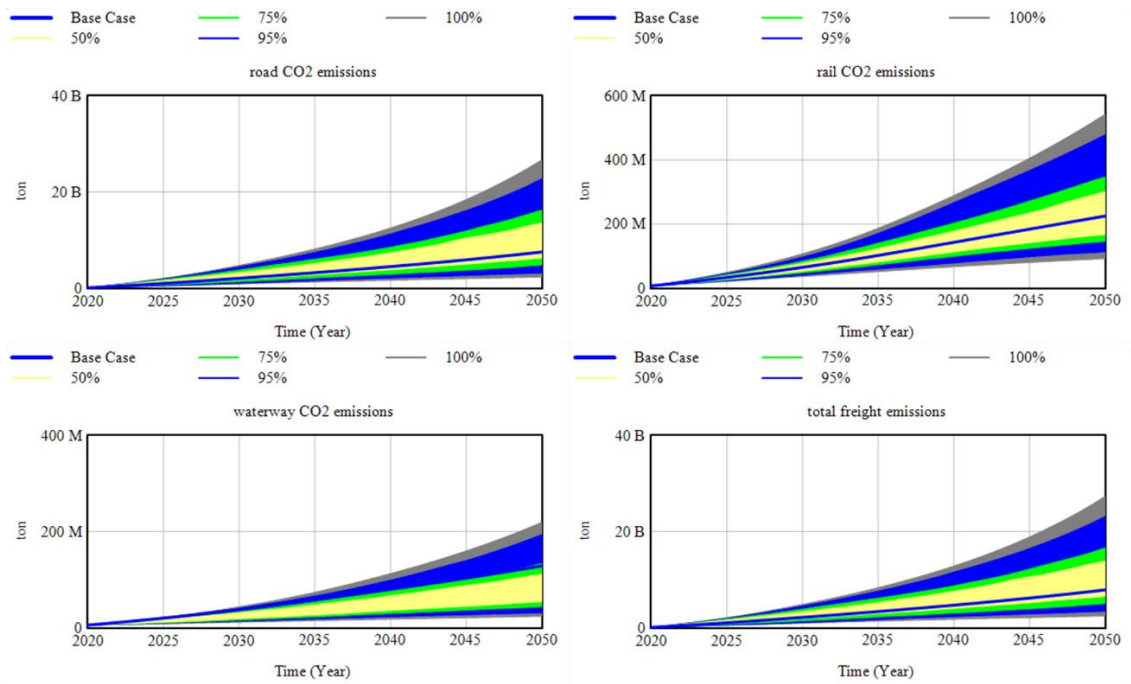 Base Case 75% 100%
50% 95%
road CO2 emissions
40 B
20 B
0
ton
2020 2025 2030 2035 2040 2045 2050
Time (Year)
Base Case 75% 100%
50% 95%
rail CO2 emissions
600 M
400 M
200 M
0
ton
2020 2025 2030 2035 2040 2045 2050
Time (Year)
Base Case 75% 100%
50% 95%
waterway CO2 emissions
400 M
200 M
0
ton
2020 2025 2030 2035 2040 2045 2050
Time (Year)
Base Case 75% 100%
50% 95%
total freight emissions
40 B
20 B
0
ton
2020 2025 2030 2035 2040 2045 2050
Time (Year)